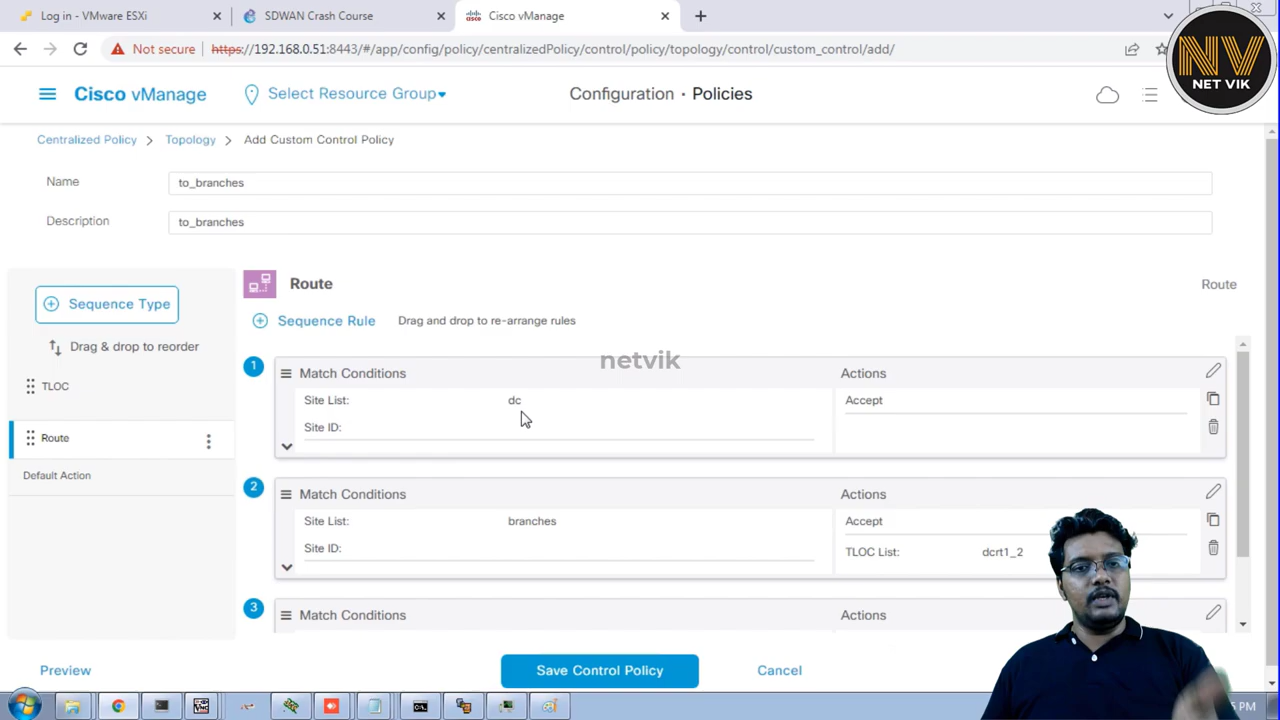 Log in - VMware ESXi
SDWAN Crash Course
Cisco vManage
NV
NET VIK
Not secure
https://192.168.0.51:8443/#/app/config/policy/centralizedPolicy/control/policy/topology/control/custom_control/add/
Cisco vManage
Select Resource Group
Configuration · Policies
Centralized Policy > Topology > Add Custom Control Policy
Name
to_branches
Description
to_branches
Sequence Type
Drag & drop to reorder
TLOC
Route
Default Action
Route
Route
Sequence Rule
Drag and drop to re-arrange rules
netvik
1
Match Conditions
Actions
Site List:
dc
Accept
Site ID:
2
Match Conditions
Actions
Site List:
branches
Accept
Site ID:
TLOC List:
dcrt1_2
3
Match Conditions
Actions
Preview
Save Control Policy
Cancel
PM